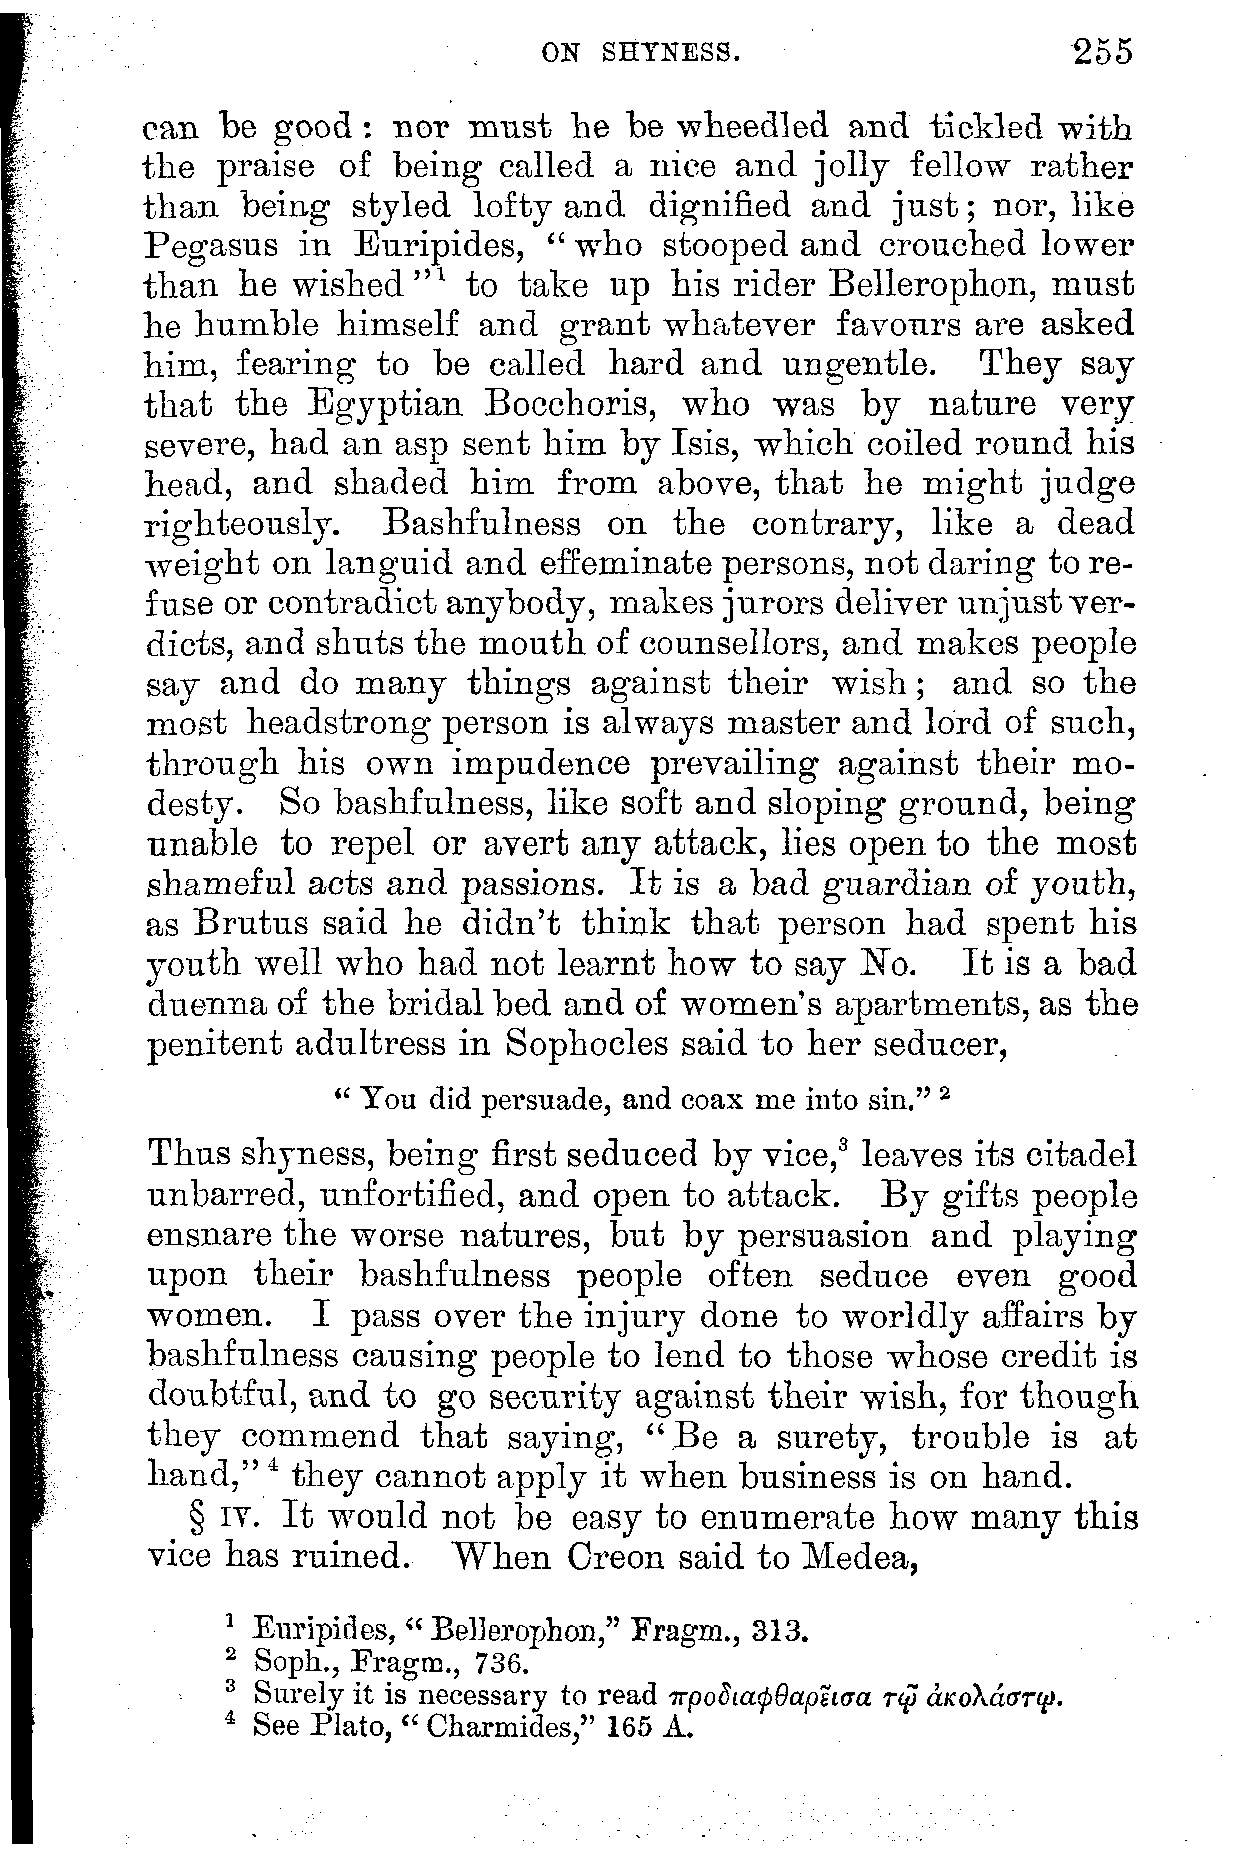 ON SHYNESS. 255
can be good : nor must he be wheedled and tickled with
the praise of being called a nice and jolly fellow rather
than being styled lofty and dignified and just ; nor, like
Pegasus in Euripides, “ who stooped and crouched lower
than he wished ”¹ to take up his rider Bellerophon, must
he humble himself and grant whatever favours are asked
him, fearing to be called hard and ungentle. They say
that the Egyptian Bocchoris, who was by nature very
severe, had an asp sent him by Isis, which coiled round his
head, and shaded him from above, that he might judge
righteously. Bashfulness on the contrary, like a dead
weight on languid and effeminate persons, not daring to re-
fuse or contradict anybody, makes jurors deliver unjust ver-
dicts, and shuts the mouth of counsellors, and makes people
say and do many things against their wish ; and so the
most headstrong person is always master and lord of such,
through his own impudence prevailing against their mo-
desty. So bashfulness, like soft and sloping ground, being
unable to repel or avert any attack, lies open to the most
shameful acts and passions. It is a bad guardian of youth,
as Brutus said he didn’t think that person had spent his
youth well who had not learnt how to say No. It is a bad
duenna of the bridal bed and of women’s apartments, as the
penitent adultress in Sophocles said to her seducer,
“ You did persuade, and coax me into sin.” ²
Thus shyness, being first seduced by vice,³ leaves its citadel
unbarred, unfortified, and open to attack. By gifts people
ensnare the worse natures, but by persuasion and playing
upon their bashfulness people often seduce even good
women. I pass over the injury done to worldly affairs by
bashfulness causing people to lend to those whose credit is
doubtful, and to go security against their wish, for though
they commend that saying, “ Be a surety, trouble is at
hand,” ⁴ they cannot apply it when business is on hand.
§ IV. It would not be easy to enumerate how many this
vice has ruined. When Creon said to Medea,
¹ Euripides, “ Bellerophon,” Fragm., 313.
² Soph., Fragm., 736.
³ Surely it is necessary to read προδιαφθαρεῖσα τῷ ἀκολάστῳ.
⁴ See Plato, “ Charmides,” 165 A.